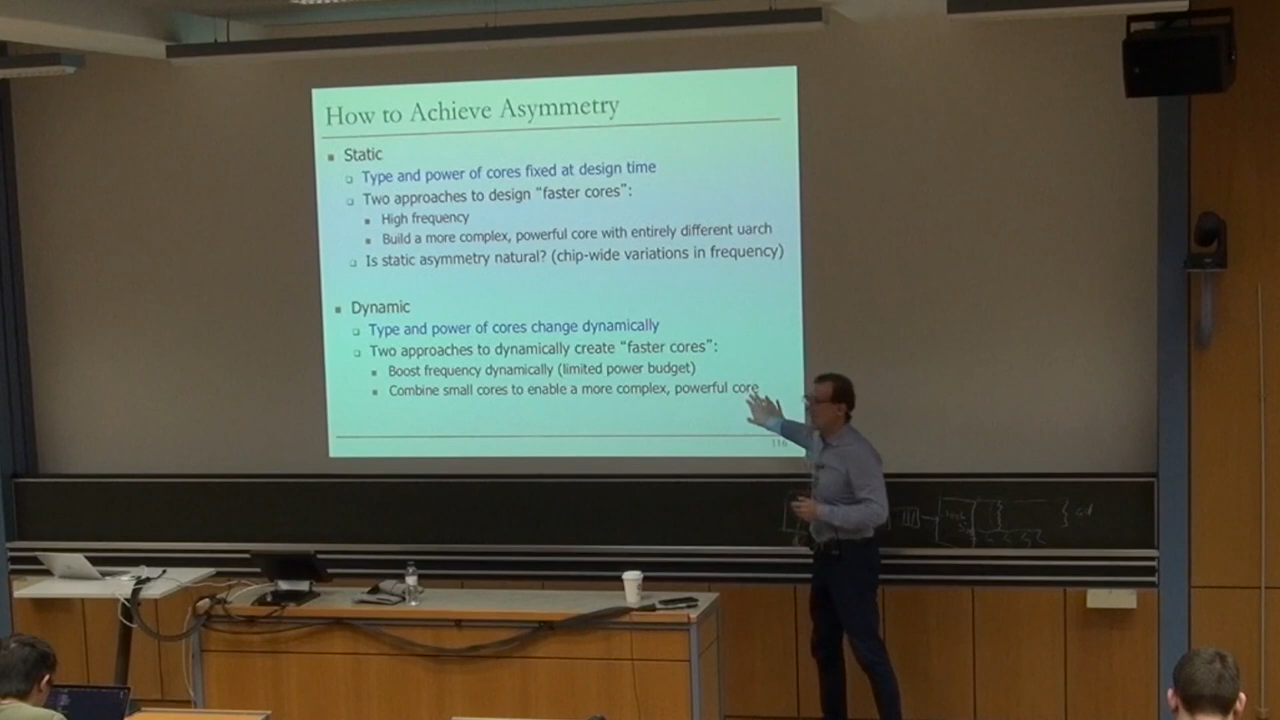 How to Achieve Asymmetry
Static
Type and power of cores fixed at design time
Two approaches to design “faster cores”:
High frequency
Build a more complex, powerful core with entirely different uarch
Is static asymmetry natural? (chip-wide variations in frequency)
Dynamic
Type and power of cores change dynamically
Two approaches to dynamically create “faster cores”:
Boost frequency dynamically (limited power budget)
Combine small cores to enable a more complex, powerful core
116